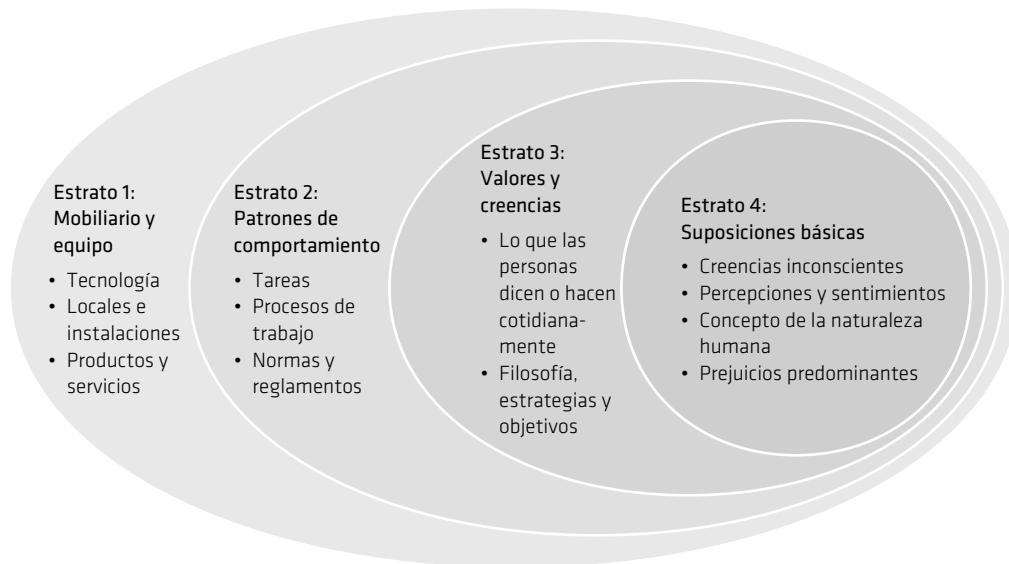 Estrato 1:
Mobiliario y
equipo
• Tecnología
• Locales e
instalaciones
• Productos y
servicios
Estrato 2:
Patrones de
comportamiento
• Tareas
• Procesos de
trabajo
• Normas y
reglamentos
Estrato 3:
Valores y
creencias
• Lo que las
personas
dicen o hacen
cotidiana-
mente
• Filosofía,
estrategias y
objetivos
Estrato 4:
Suposiciones básicas
• Creencias inconscientes
• Percepciones y sentimientos
• Concepto de la naturaleza
humana
• Prejuicios predominantes